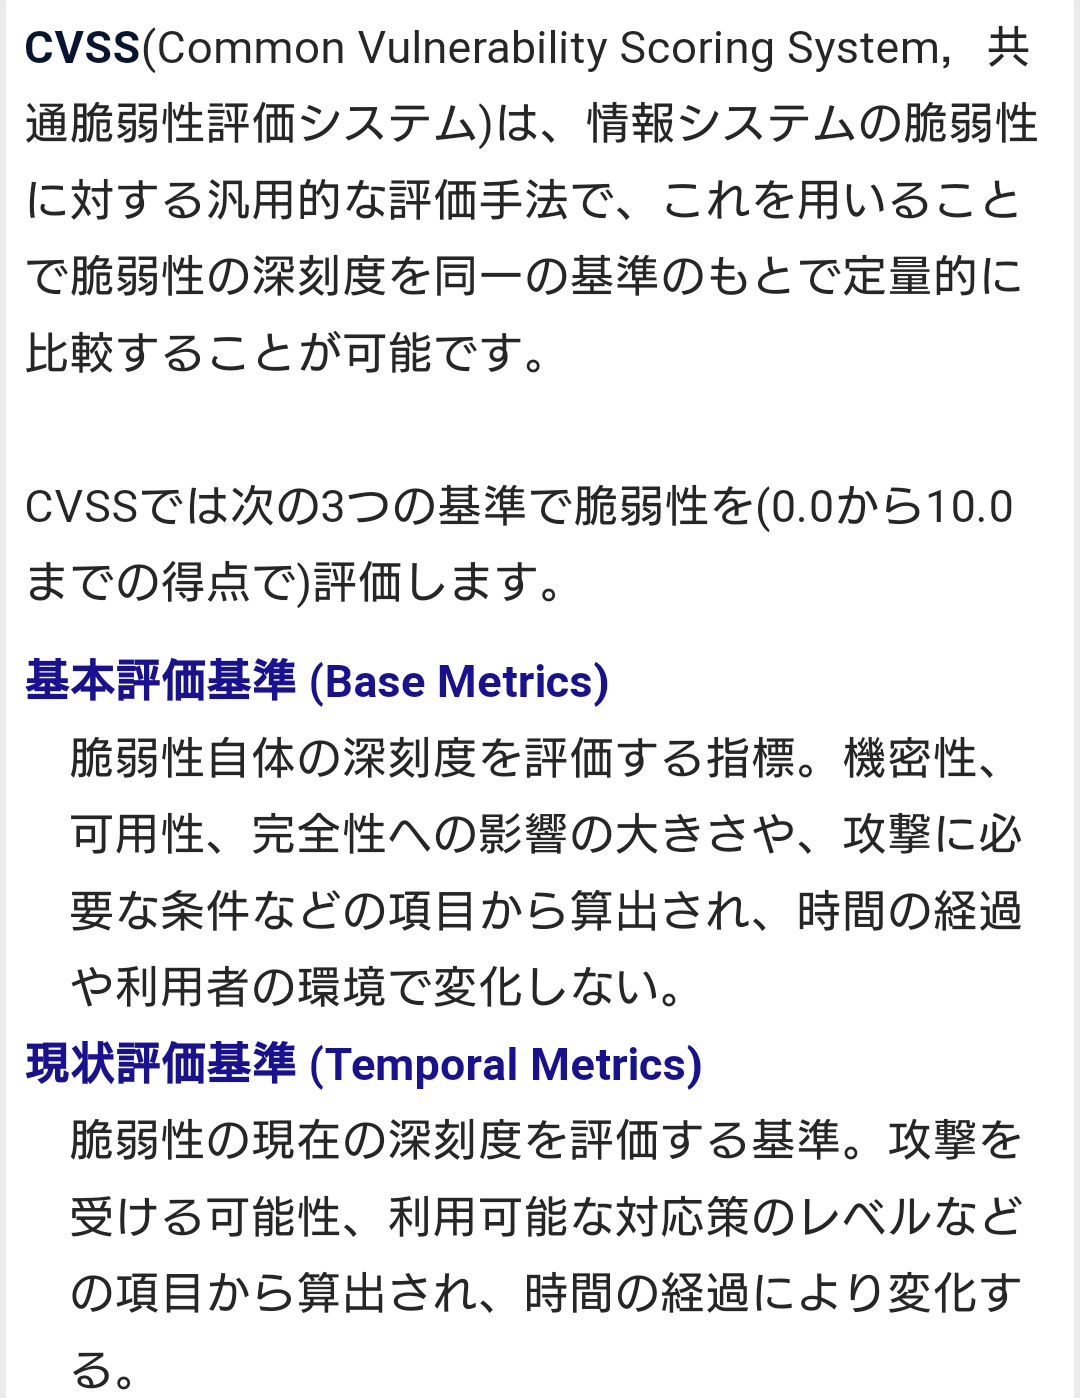 CVSS(Common Vulnerability Scoring System, 共
通脆弱性評価システム)は、情報システムの脆弱性
に対する汎用的な評価手法で、これを用いること
で脆弱性の深刻度を同一の基準のもとで定量的に
比較することが可能です。
CVSSでは次の3つの基準で脆弱性を(0.0から10.0
までの得点で)評価します。
基本評価基準 (Base Metrics)
脆弱性自体の深刻度を評価する指標。機密性、
可用性、完全性への影響の大きさや、攻撃に必
要な条件などの項目から算出され、時間の経過
や利用者の環境で変化しない。
現状評価基準 (Temporal Metrics)
脆弱性の現在の深刻度を評価する基準。攻撃を
受ける可能性、利用可能な対応策のレベルなど
の項目から算出され、時間の経過により変化す
る。